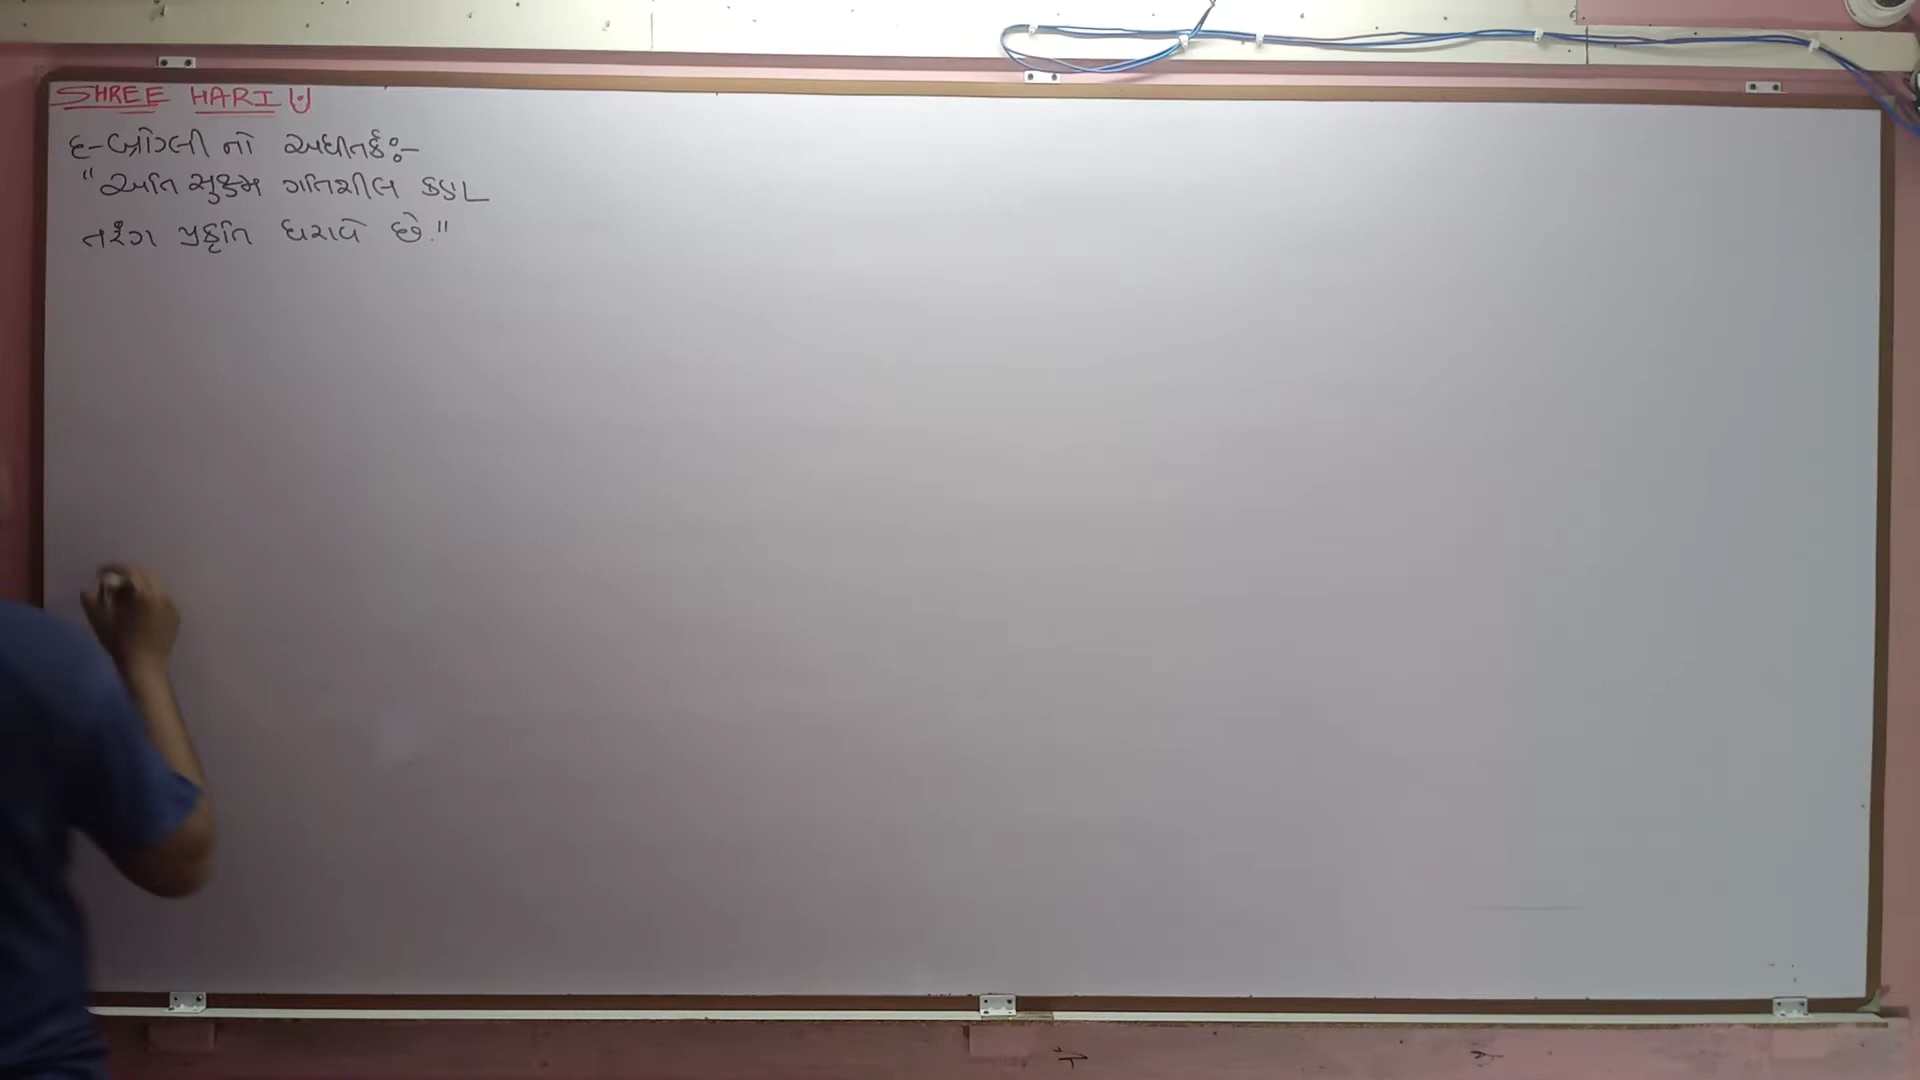 SHREE HARI
દ-બ્રોગ્લી નો અધીતર્ક:-
"અતિ સુક્ષ્મ ગતિશીલ કણ
તરંગ પ્રકૃતિ ધરાવે છે."